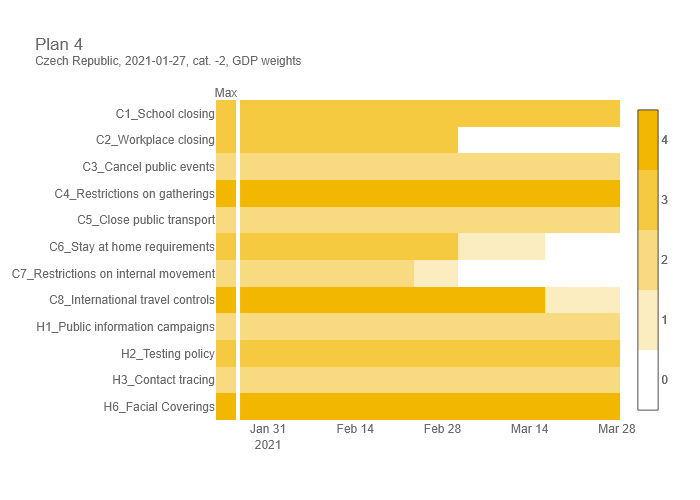 Plan 4
Czech Republic, 2021-01-27, cat. -2, GDP weights
Max
C1_School closing
C2_Workplace closing
C3_Cancel public events
C4_Restrictions on gatherings
C5_Close public transport
C6_Stay at home requirements
C7_Restrictions on internal movement
C8_International travel controls
H1_Public information campaigns
H2_Testing policy
H3_Contact tracing
H6_Facial Coverings
Jan 31 Feb 14 Feb 28 Mar 14 Mar 28
2021
4
3
2
1
0